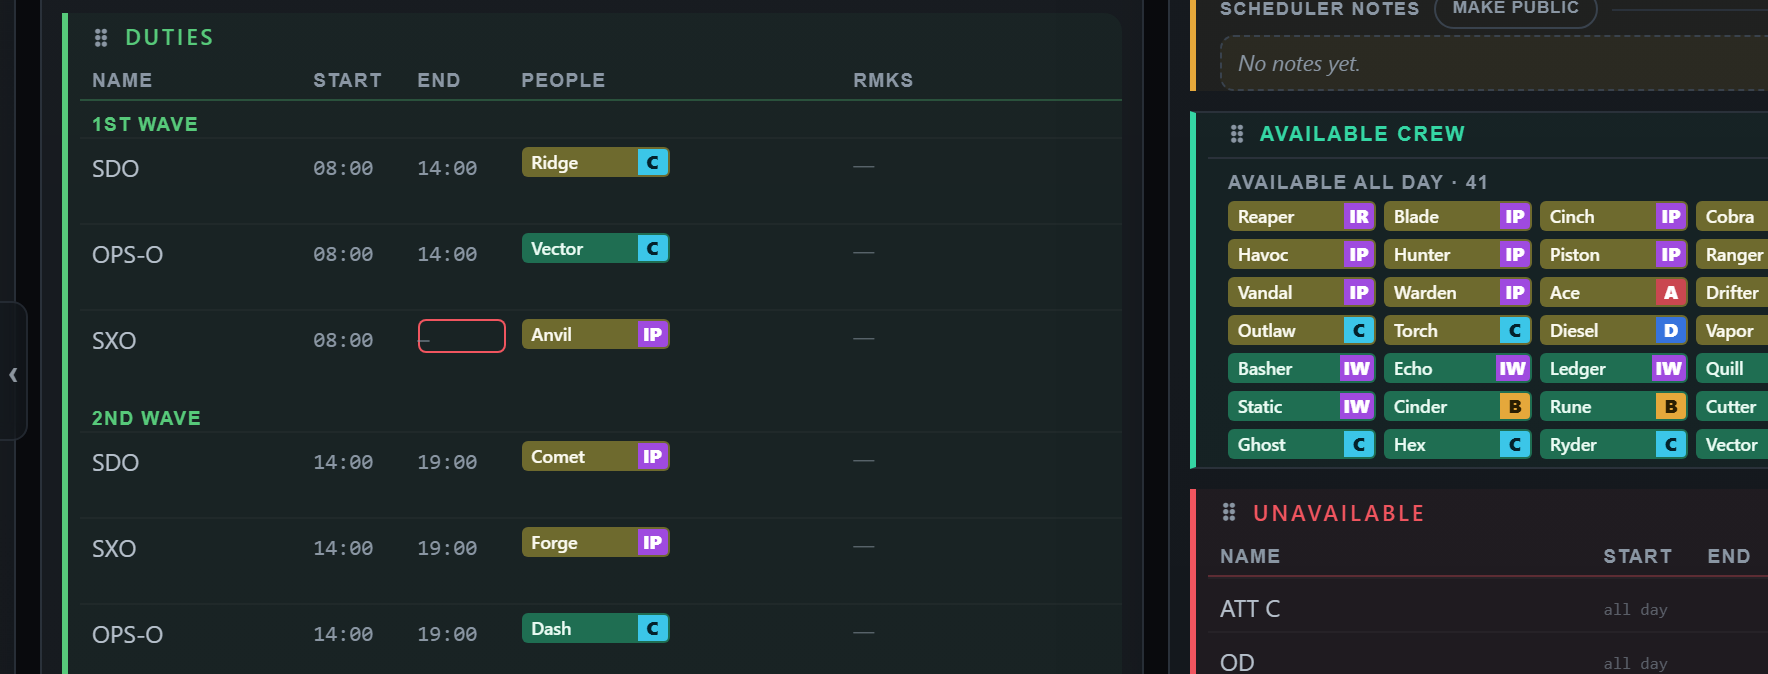 DUTIES
NAME START END PEOPLE RMKS
1ST WAVE
SDO 08:00 14:00 Ridge C —
OPS-O 08:00 14:00 Vector C —
SXO 08:00 — Anvil IP —
2ND WAVE
SDO 14:00 19:00 Comet IP —
SXO 14:00 19:00 Forge IP —
OPS-O 14:00 19:00 Dash C —
SCHEDULER NOTES MAKE PUBLIC
No notes yet.
AVAILABLE CREW
AVAILABLE ALL DAY · 41
Reaper IR Blade IP Cinch IP Cobra
Havoc IP Hunter IP Piston IP Ranger
Vandal IP Warden IP Ace A Drifter
Outlaw C Torch C Diesel D Vapor
Basher IW Echo IW Ledger IW Quill
Static IW Cinder B Rune B Cutter
Ghost C Hex C Ryder C Vector
UNAVAILABLE
NAME START END
ATT C all day
OD all day